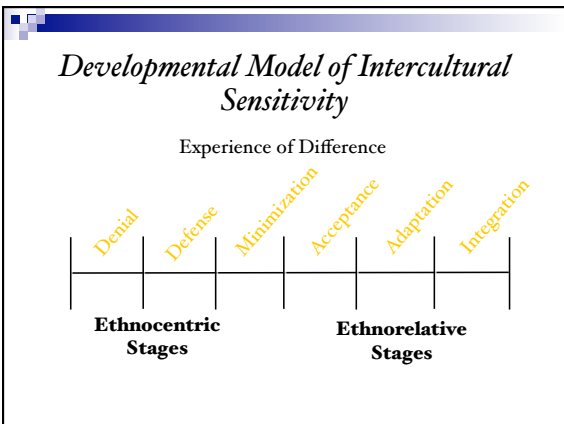 Developmental Model of Intercultural
Sensitivity
Experience of Difference
Denial
Defense
Minimization
Acceptance
Adaptation
Integration
Ethnocentric
Stages
Ethnorelative
Stages